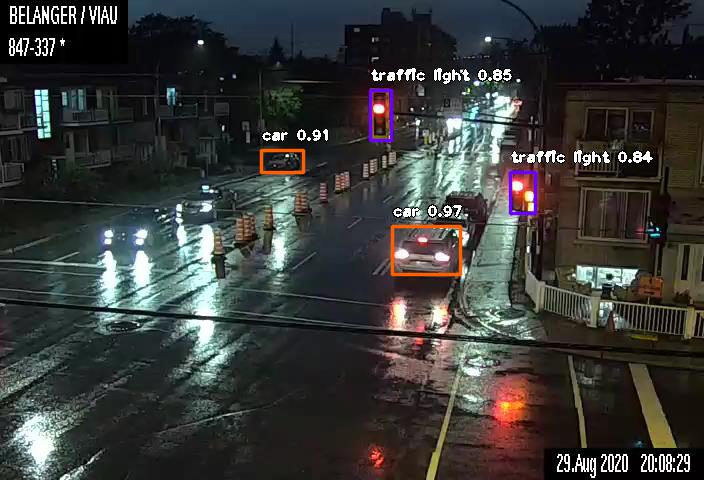 BELANGER / VIAU
847-337 *
traffic light 0.85
car 0.91
traffic light 0.84
car 0.97
29.Aug 2020 20:08:29